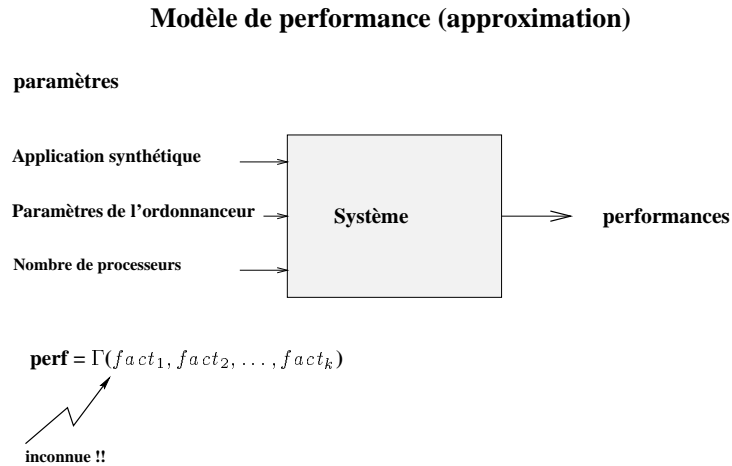 Modèle de performance (approximation)
paramètres
Application synthétique
Paramètres de l'ordonnanceur
Système
performances
Nombre de processeurs
perf = Γ(fact₁, fact₂, ..., factₖ)
inconnue !!